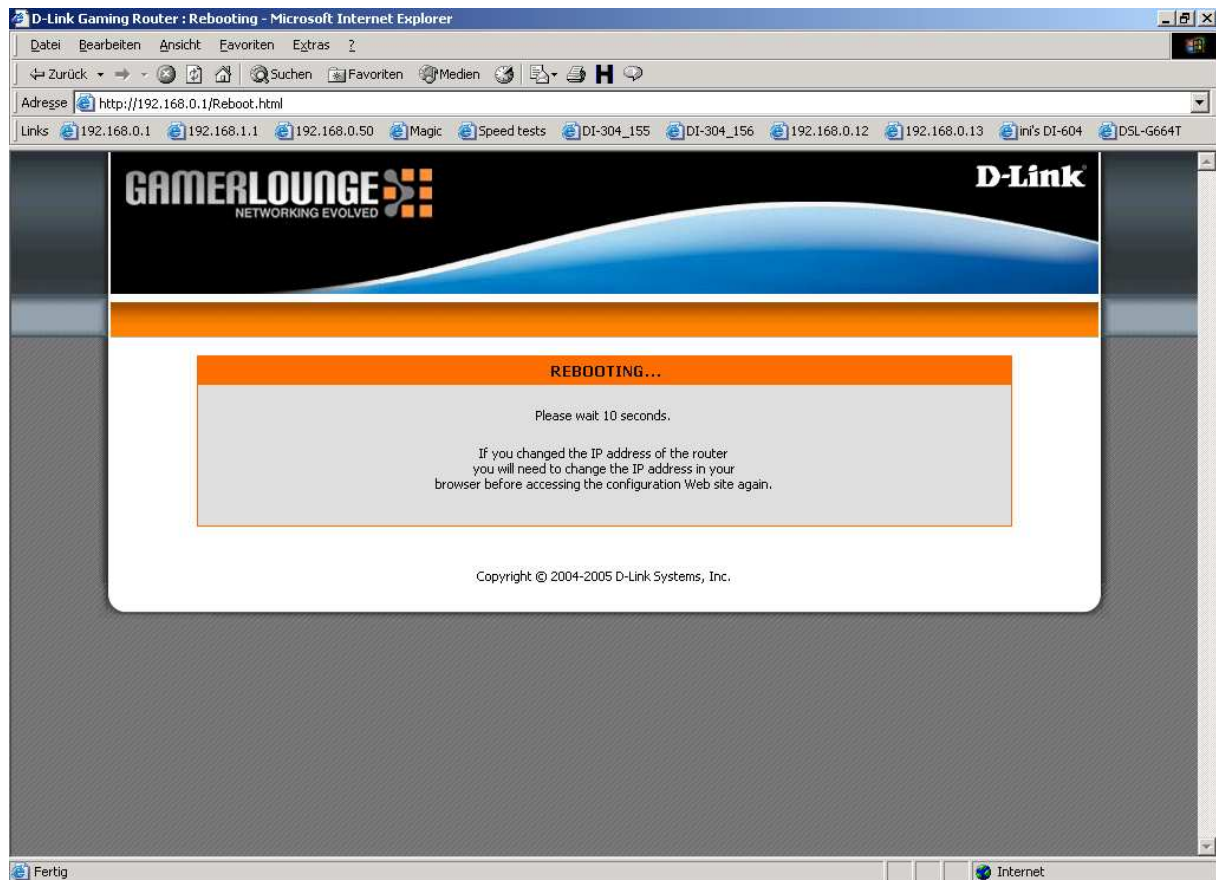 D-Link Gaming Router : Rebooting - Microsoft Internet Explorer
Datei Bearbeiten Ansicht Favoriten Extras ?
Zurück Suchen Favoriten Medien H
Adresse http://192.168.0.1/Reboot.html
Links 192.168.0.1 192.168.1.1 192.168.0.50 Magic Speed tests DI-304_155 DI-304_156 192.168.0.12 192.168.0.13 ini's DI-604 DSL-G664T
GAMERLOUNGE
NETWORKING EVOLVED
D-Link
REBOOTING...
Please wait 10 seconds.
If you changed the IP address of the router
you will need to change the IP address in your
browser before accessing the configuration Web site again.
Copyright © 2004-2005 D-Link Systems, Inc.
Fertig Internet